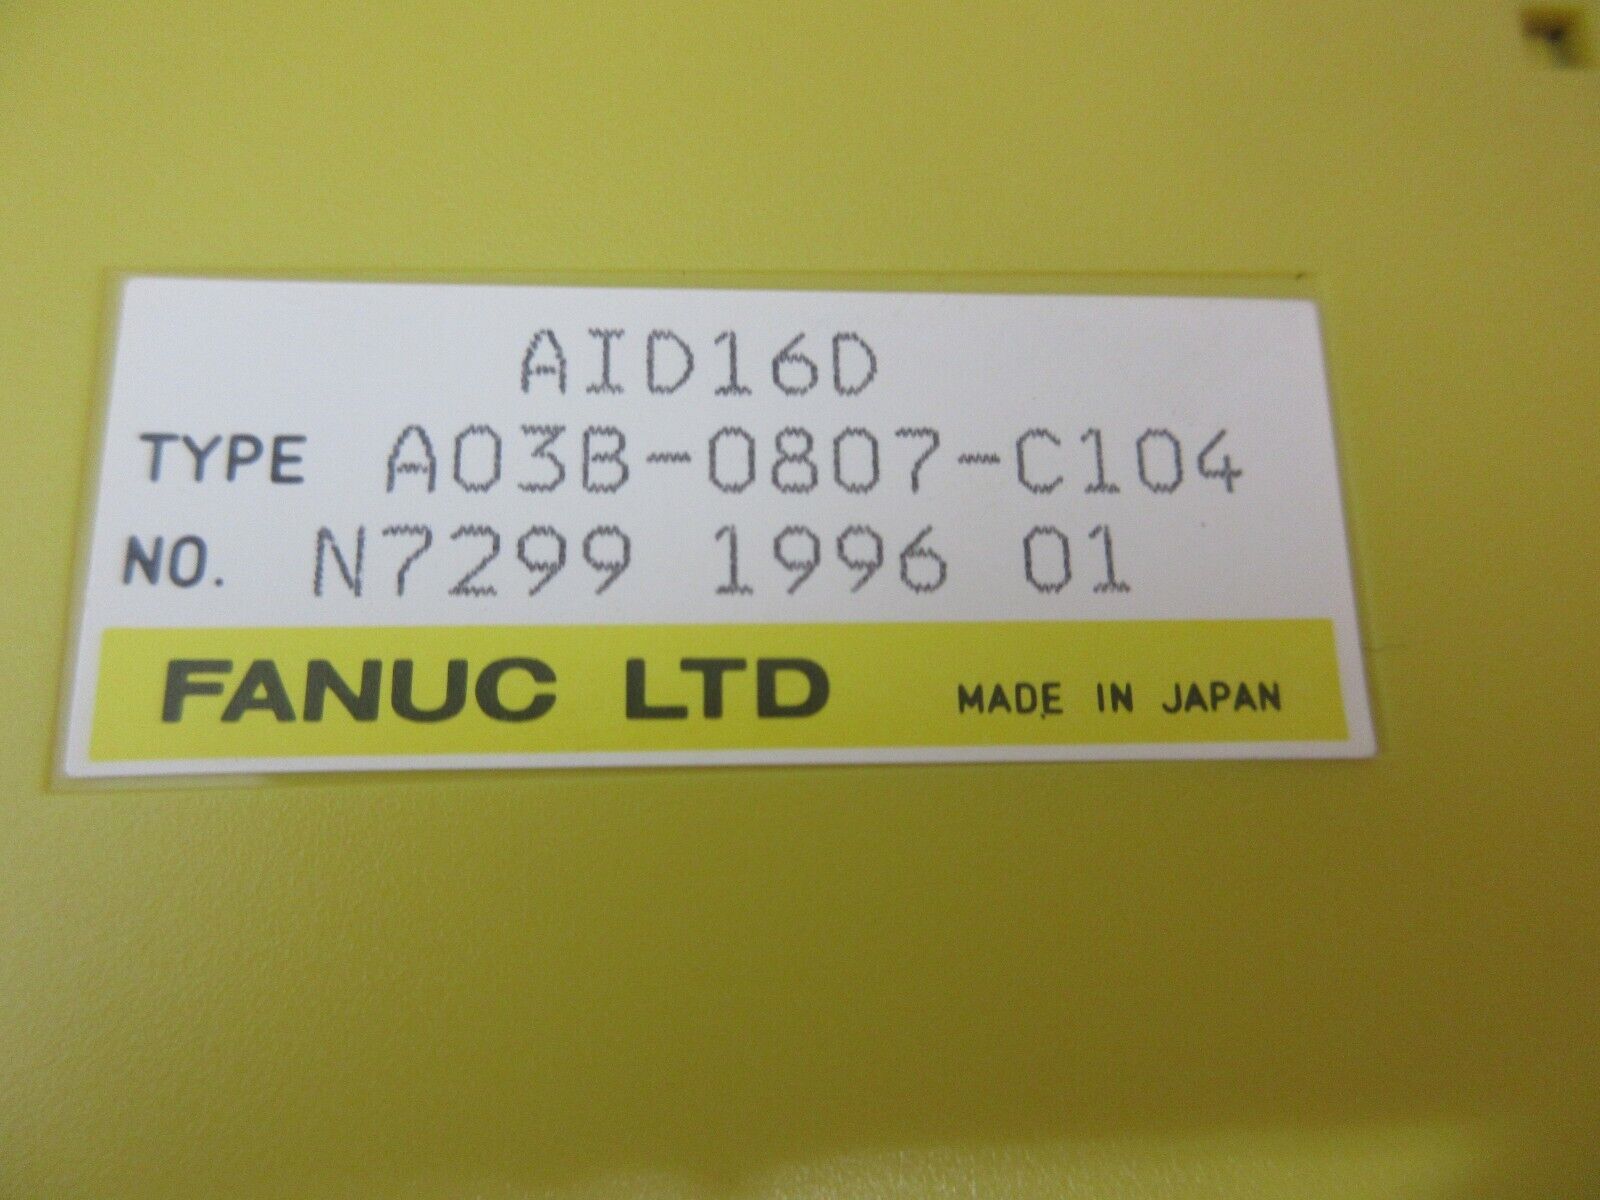 AID16D
TYPE A03B-0807-C104
NO. N7299 1996 01
FANUC LTD MADE IN JAPAN